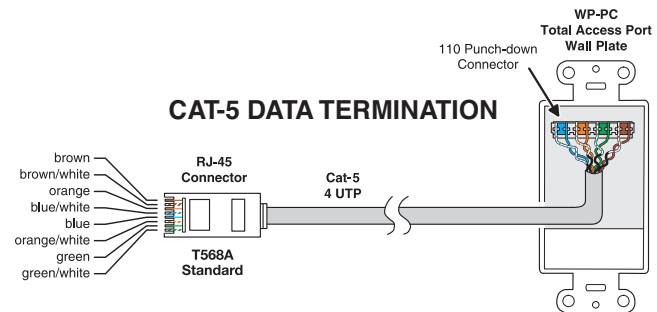 WP-PC
Total Access Port
Wall Plate
110 Punch-down
Connector
CAT-5 DATA TERMINATION
brown
brown/white
orange
blue/white
blue
orange/white
green
green/white
RJ-45
Connector
T568A
Standard
Cat-5
4 UTP